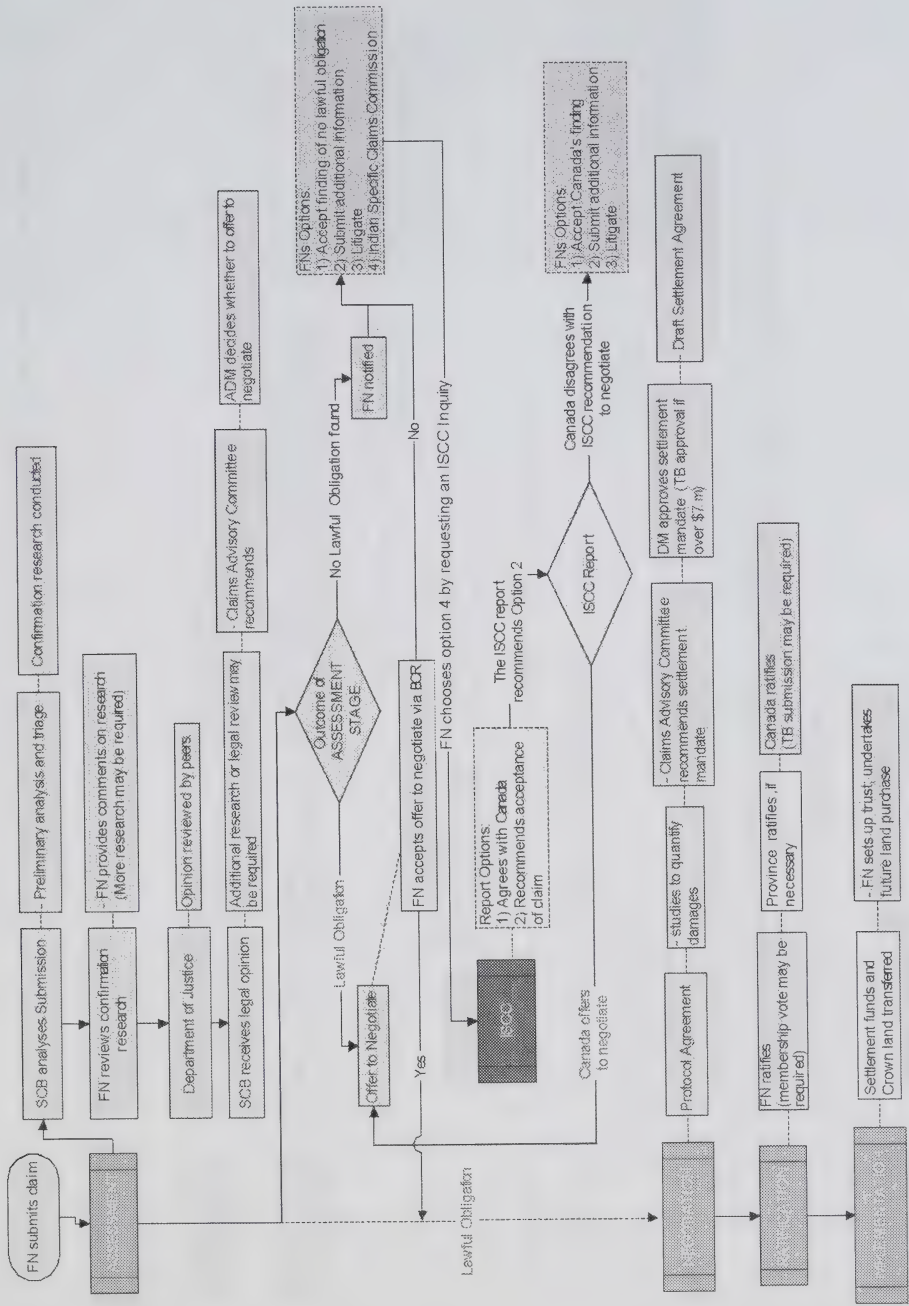 FN submits claim
ASSESSMENT
SCB analyses Submission
- Preliminary analysis and triage
- Confirmation research conducted
FN reviews confirmation
research
- FN provides comments on research
(More research may be required)
Department of Justice
Opinion reviewed by peers.
SCB receives legal opinion
Additional research or legal review may
be required
- Claims Advisory Committee
recommends
ADM decides whether to offer to
negotiate
Outcome of
ASSESSMENT
STAGE
Lawful Obligation
No Lawful Obligation found
FN notified
FNs Options:
1) Accept finding of no lawful obligation
2) Submit additional information
3) Litigate
4) Indian Specific Claims Commission
Offer to Negotiate
FN accepts offer to negotiate via BCR
Yes
No
FN chooses option 4 by requesting an ISCC Inquiry
ISCC
Report Options:
1) Agrees with Canada
2) Recommends acceptance
of claim
The ISCC report
recommends Option 2
ISCC Report
Canada disagrees with
ISCC recommendation
to negotiate
FNs Options:
1) Accept Canada's finding
2) Submit additional information
3) Litigate
Canada offers
to negotiate
Lawful Obligation
NEGOTIATION
Protocol Agreement
- studies to quantify
damages
- Claims Advisory Committee
recommends settlement
mandate
DM approves settlement
mandate (TB approval if
over $7 m)
Draft Settlement Agreement
RATIFICATION
FN ratifies
(membership vote may be
required)
Province ratifies ,if
necessary
Canada ratifies
(TB submission may be required)
IMPLEMENTATION
Settlement funds and
Crown land transferred
- FN sets up trust, undertakes
future land purchase